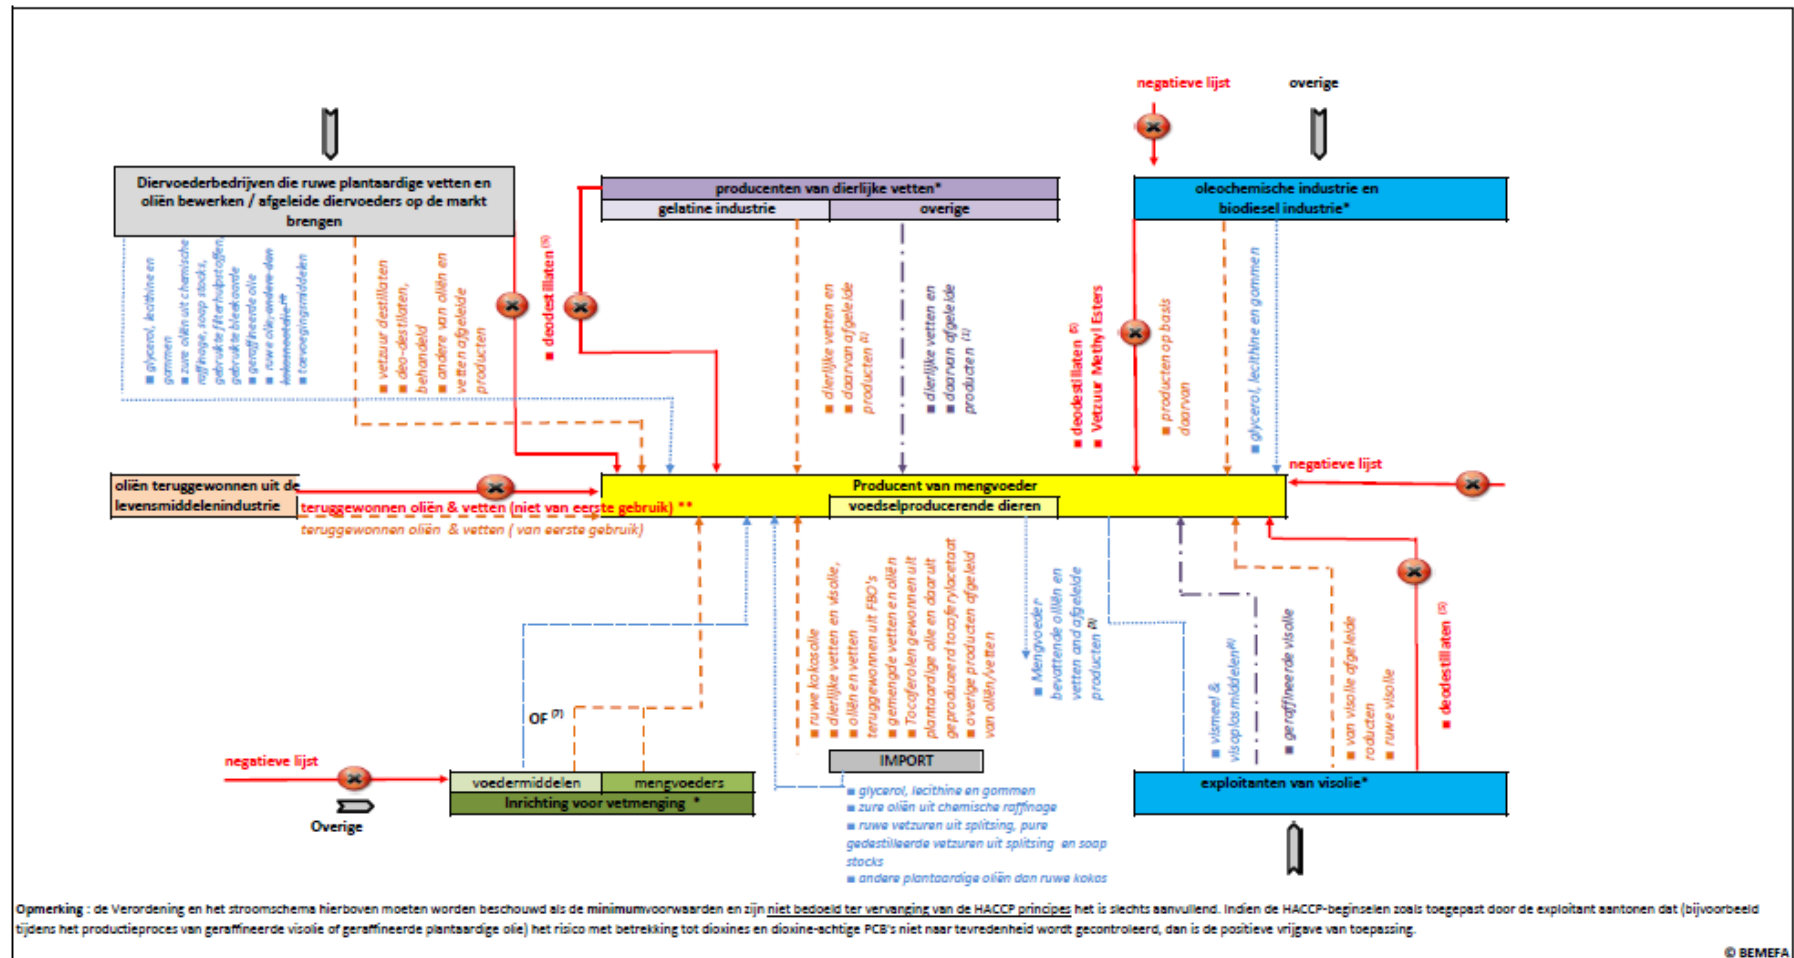 negatieve lijst
overige
Diervoederbedrijven die ruwe plantaardige vetten en
oliën bewerken / afgeleide diervoeders op de markt
brengen
producenten van dierlijke vetten*
gelatine industrie
overige
oleochemische industrie en
biodiesel industrie*
■ glycerol, lecithine en
gommen
■ zure oliën uit chemische
raffinage, soap stocks,
gebruikte filterhulpstoffen,
gebruikte bleekaarde
■ geraffineerde olie
■ ruwe olie, andere dan
kokosnootolie
■ toevoegingsmiddelen
■ vetzuur destillaten
■ deo-destilaten,
behandeld
■ andere van oliën en
vetten afgeleide
producten
■ deodestillaten (5)
■ dierlijke vetten en
■ daarvan afgeleide
producten (1)
■ dierlijke vetten en
■ daarvan afgeleide
producten (1)
■ deodestillaten (5)
■ Vetzuur Methyl Esters
■ producten op basis
daarvan
■ glycerol, lecithine en gommen
oliën teruggewonnen uit de
levensmiddelenindustrie
teruggewonnen oliën & vetten (niet van eerste gebruik) **
teruggewonnen oliën & vetten ( van eerste gebruik)
Producent van mengvoeder
voedselproducerende dieren
negatieve lijst
■ ruwe kokosolie
■ dierlijke vetten en visolie,
■ oliën en vetten
teruggewonnen uit FBO's
■ gemengde vetten en oliën
■ Tocoferolen gewonnen uit
plantaardige olie en daaruit
geproduceerd tocoferylacetaat
■ overige producten afgeleid
van oliën/vetten
■ Mengvoeder
bevattende oliën en
vetten and afgeleide
producten (3)
■ vismeel &
visoplosmiddelen
■ geraffineerde visolie
■ van visolie afgeleide
roducten
■ ruwe visolie
■ deodestillaten (5)
OF (7)
negatieve lijst
Overige
voedermiddelen
mengvoeders
Inrichting voor vetmenging *
IMPORT
■ glycerol, lecithine en gommen
■ zure oliën uit chemische raffinage
■ ruwe vetzuren uit splitsing, pure
gedestilleerde vetzuren uit splitsing en soap
stocks
■ andere plantaardige oliën dan ruwe kokos
exploitanten van visolie*
Opmerking : de Verordening en het stroomschema hierboven moeten worden beschouwd als de minimumvoorwaarden en zijn niet bedoeld ter vervanging van de HACCP principes het is slechts aanvullend. Indien de HACCP-beginselen zoals toegepast door de exploitant aantonen dat (bijvoorbeeld
tijdens het productieproces van geraffineerde visolie of geraffineerde plantaardige olie) het risico met betrekking tot dioxines en dioxine-achtige PCB's niet naar tevredenheid wordt gecontroleerd, dan is de positieve vrijgave van toepassing.
© BEMEFA